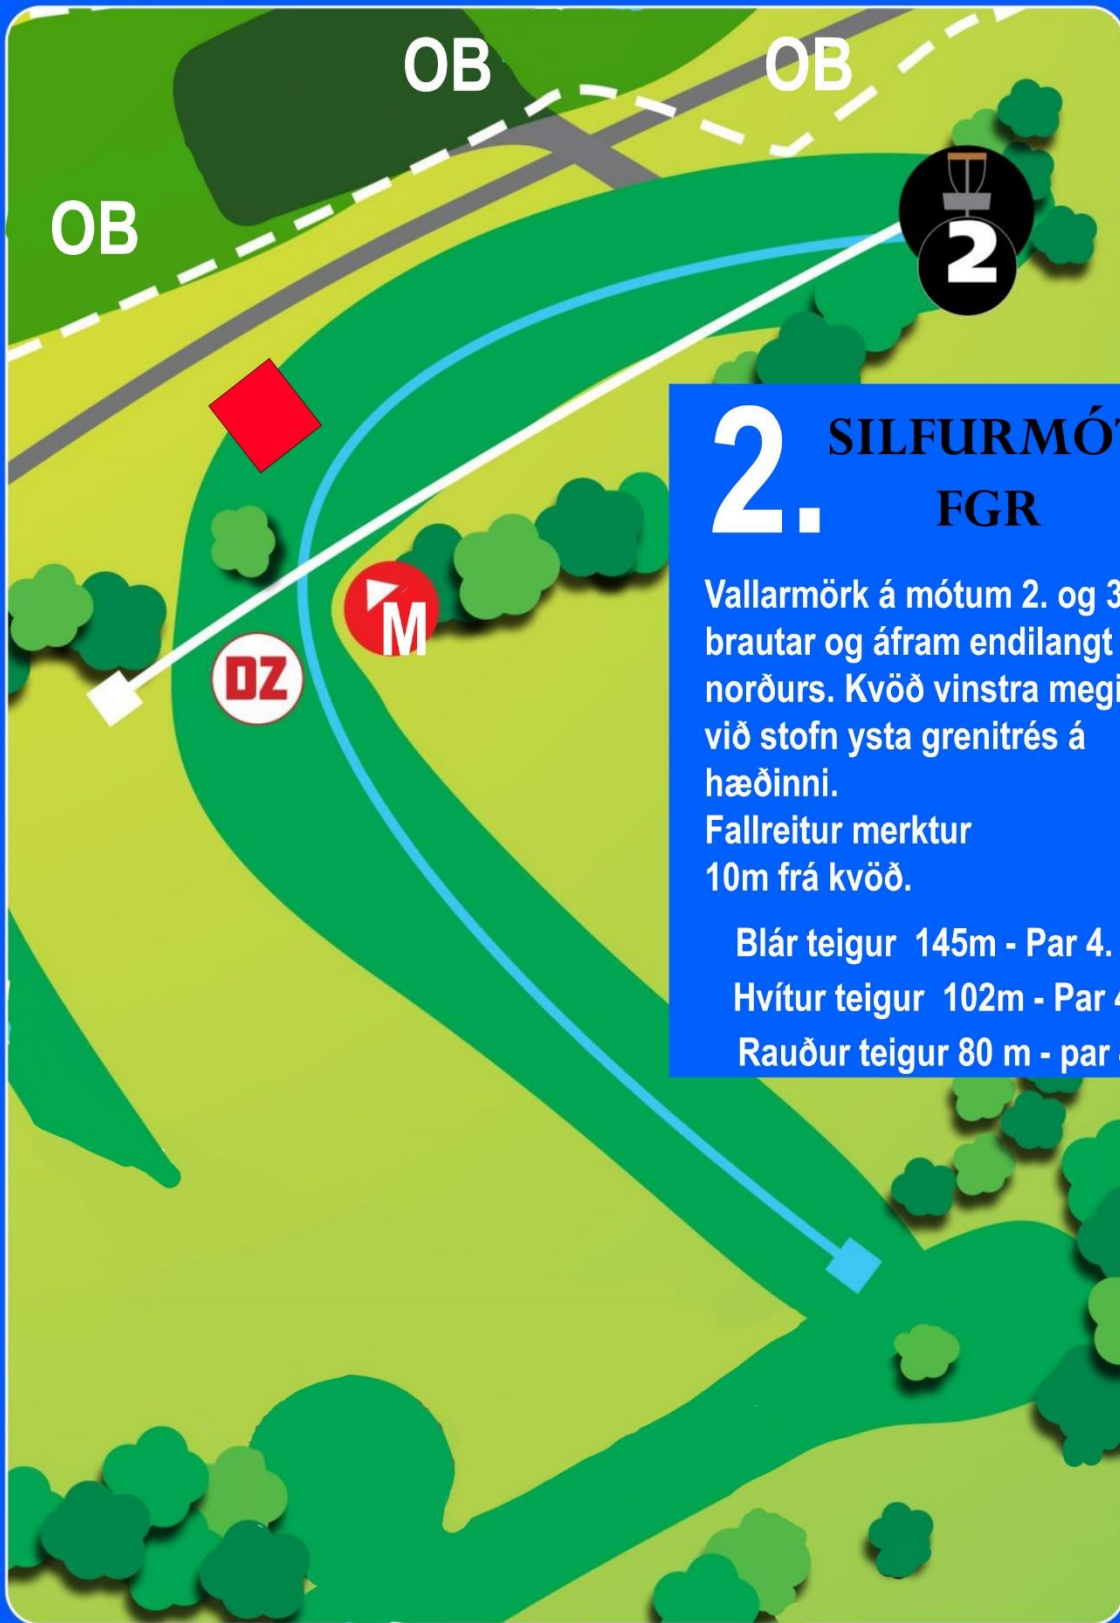 OB
OB
OB
2
M
DZ
2.
SILFURMÓT
FGR
Vallarmörk á mótum 2. og 3
brautar og áfram endilangt
norðurs. Kvöð vinstra megi
við stofn ysta grenitrés á
hæðinni.
Fallreitur merktur
10m frá kvöð.
Blár teigur 145m - Par 4.
Hvítur teigur 102m - Par 4
Rauður teigur 80 m - par